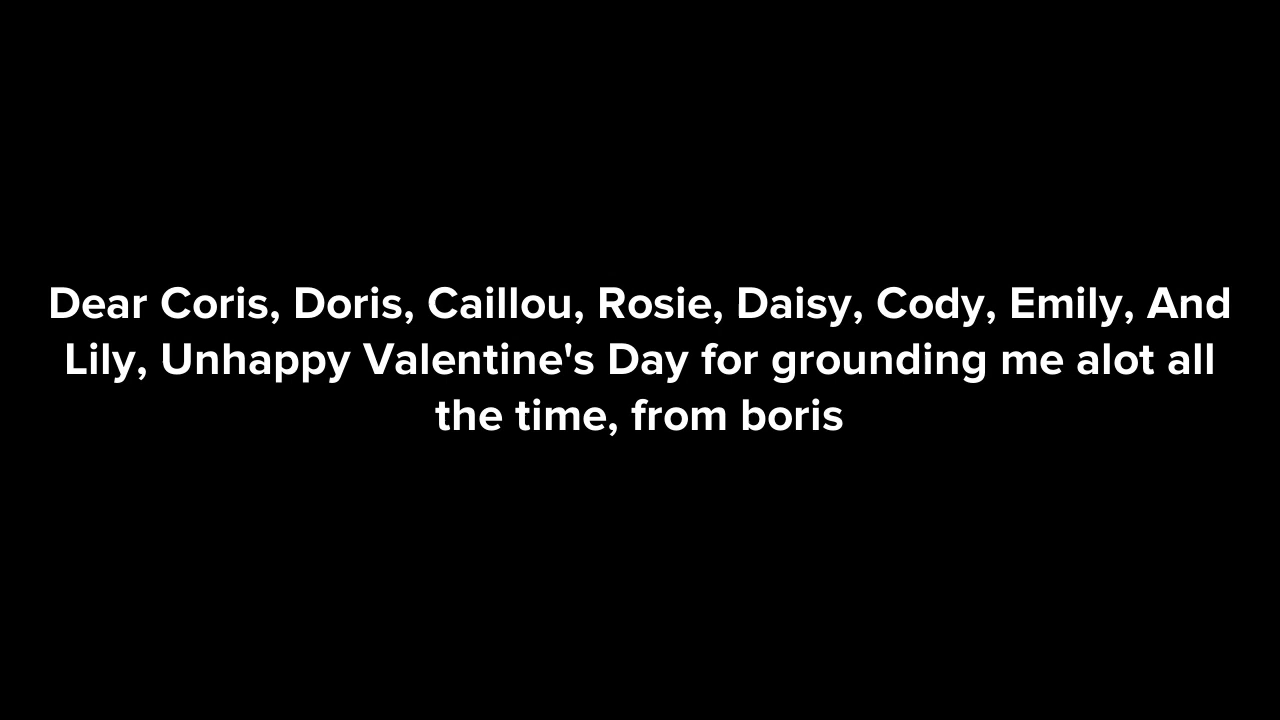 Dear Coris, Doris, Caillou, Rosie, Daisy, Cody, Emily, And
Lily, Unhappy Valentine's Day for grounding me alot all
the time, from boris